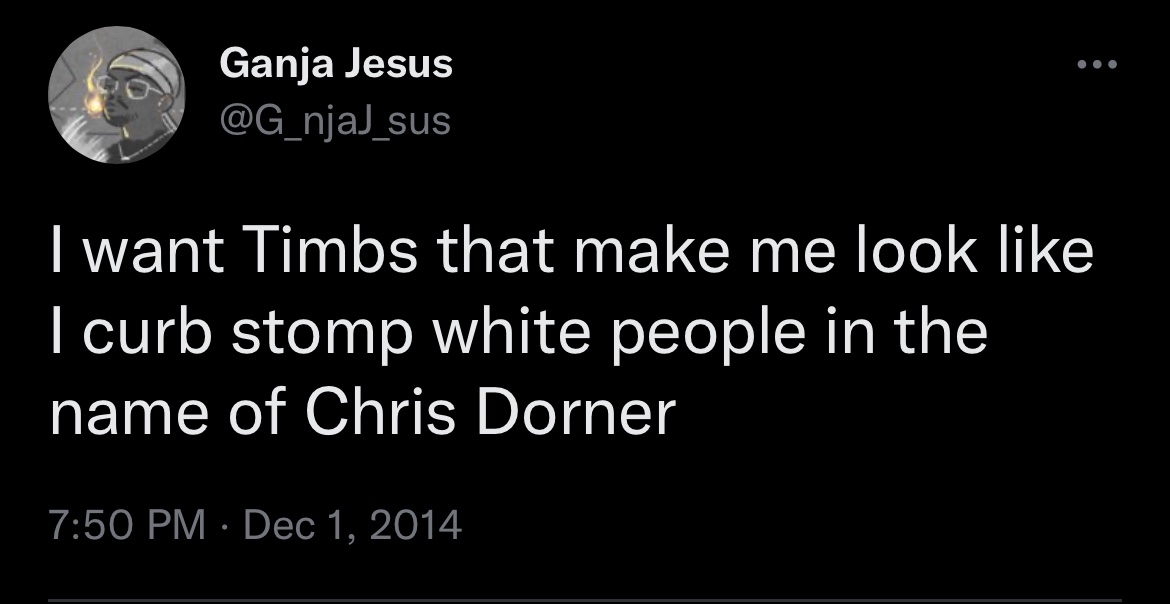 Ganja Jesus
@G_njaJ_sus
I want Timbs that make me look like
I curb stomp white people in the
name of Chris Dorner
7:50 PM · Dec 1, 2014